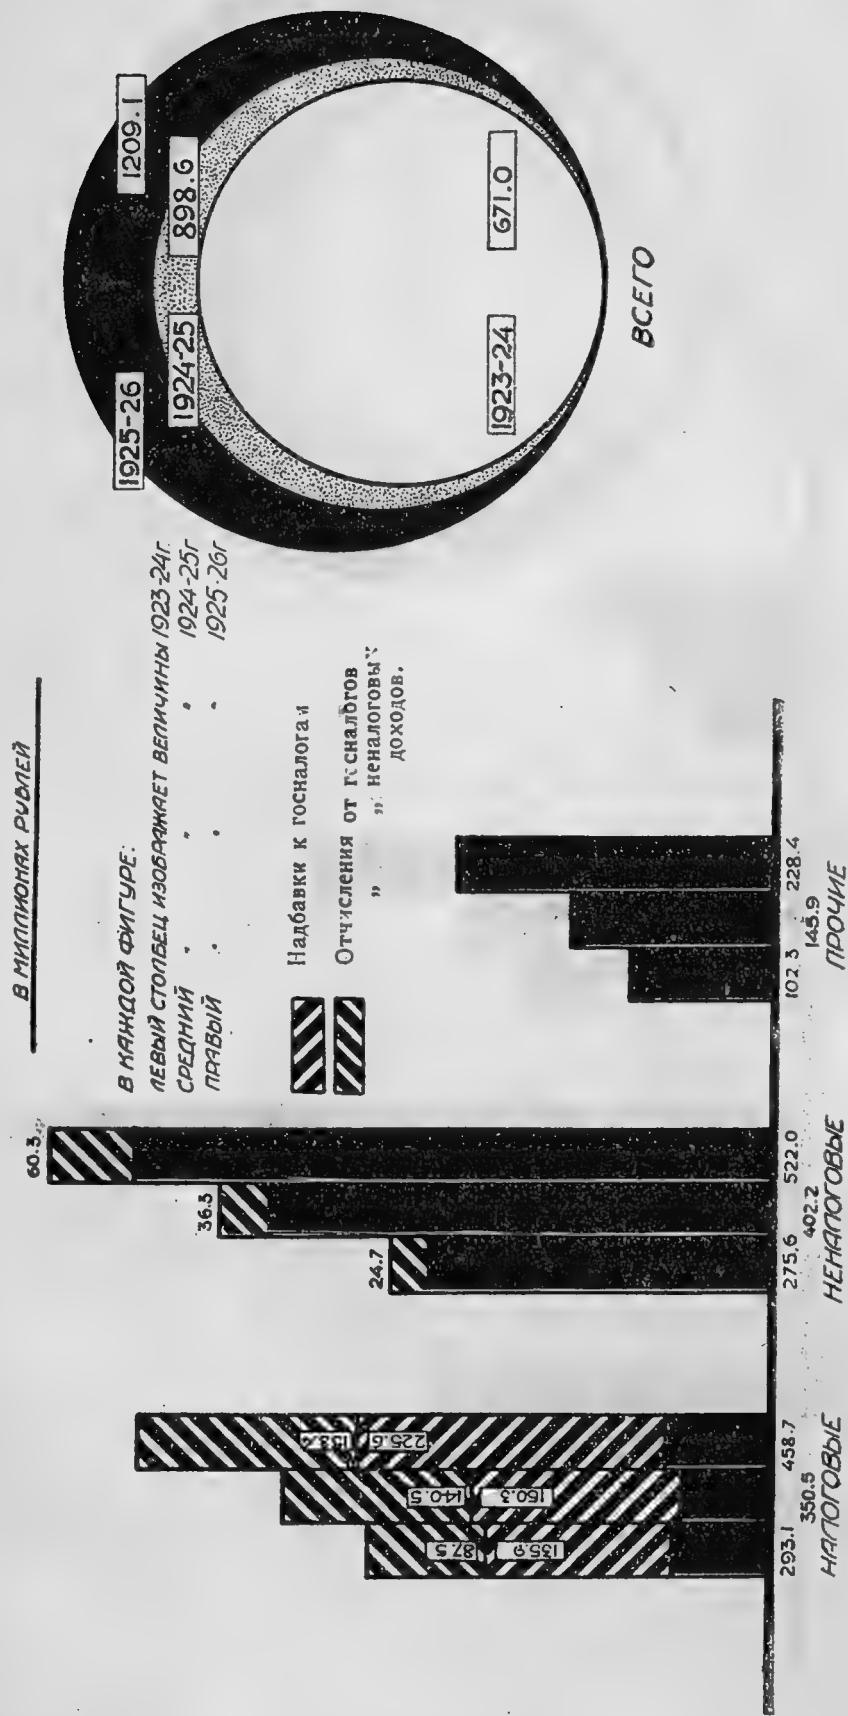 В МИЛЛИОНАХ РУБЛЕЙ
В КАЖДОЙ ФИГУРЕ:
ЛЕВЫЙ СТОЛБЕЦ ИЗОБРАЖАЕТ ВЕЛИЧИНЫ 1923-24г.
СРЕДНИЙ " " " 1924-25г
ПРАВЫЙ " " " 1925-26г
Надбавки к госналогам
Отчисления от госналогов
" " неналоговых
доходов.
1925-26 1209.1
1924-25 898.6
1923-24 671.0
ВСЕГО
60.3
36.3
24.7
87.5
140.5
135.9
160.3
225.6
293.1 350.5 458.7
НАЛОГОВЫЕ
275.6 402.2 522.0
НЕНАЛОГОВЫЕ
102.3 145.9 228.4
ПРОЧИЕ